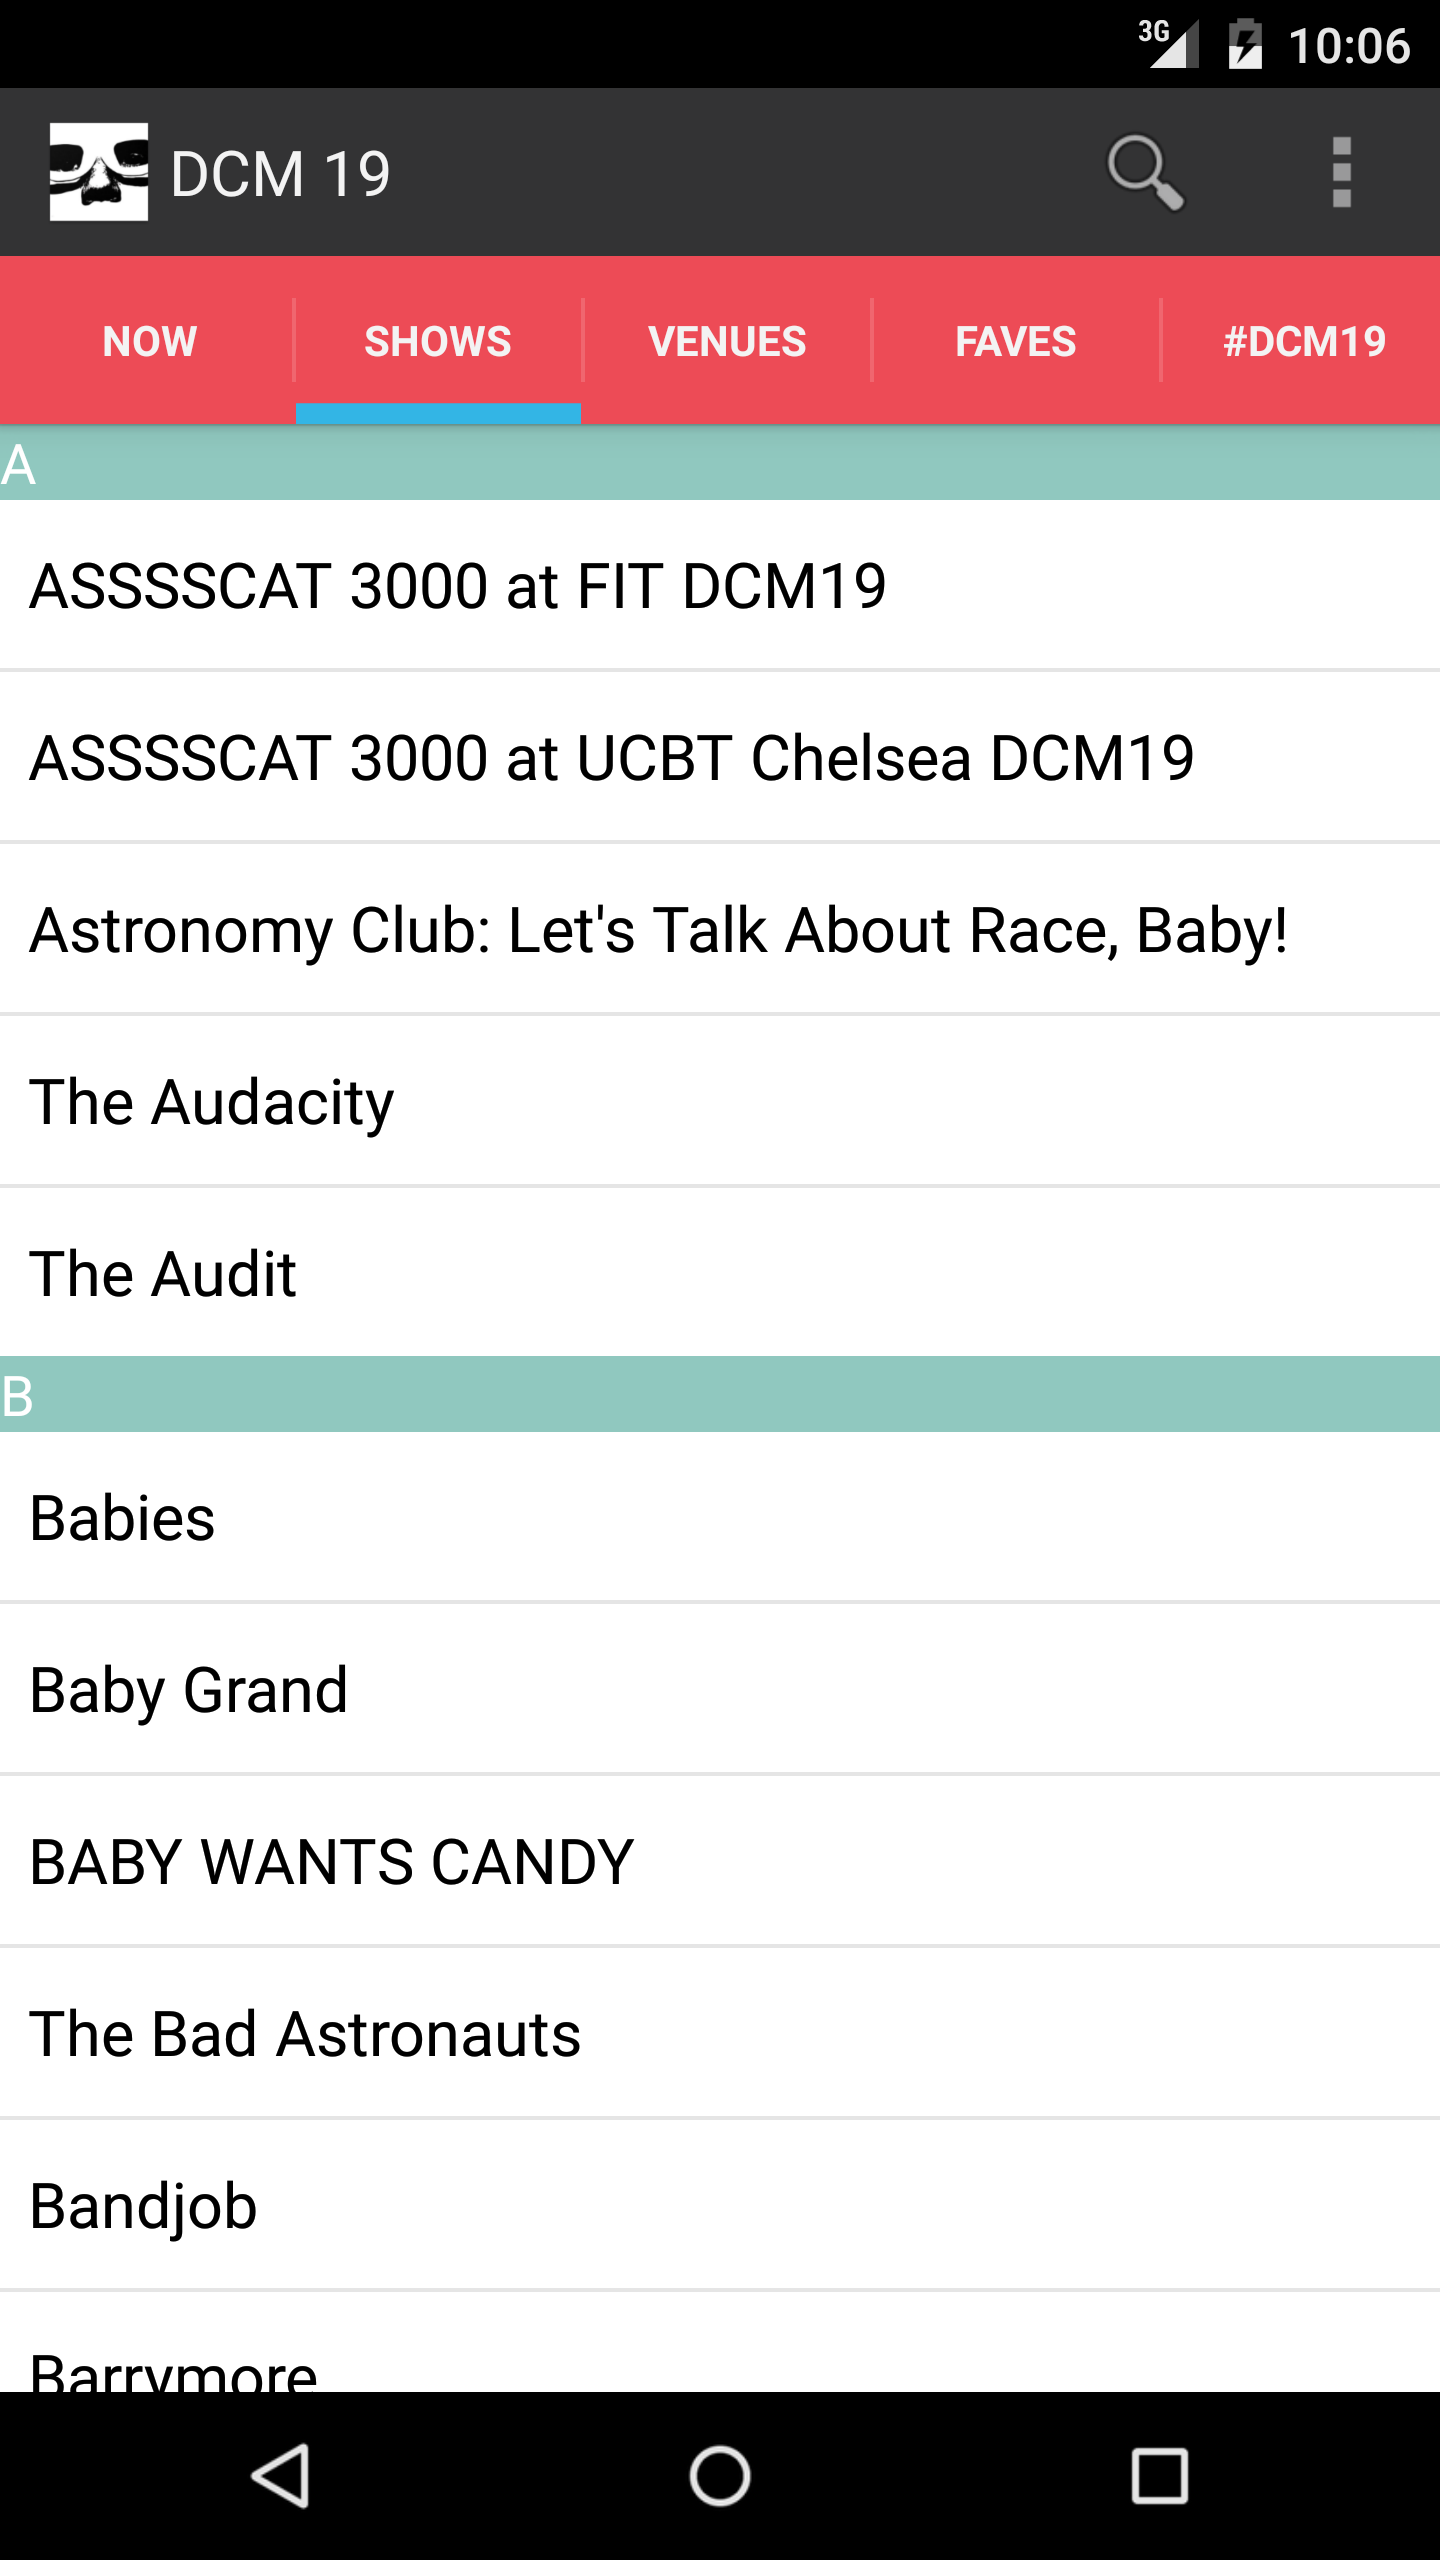 3G 10:06
DCM 19
NOW SHOWS VENUES FAVES #DCM19
A
ASSSSCAT 3000 at FIT DCM19
ASSSSCAT 3000 at UCBT Chelsea DCM19
Astronomy Club: Let's Talk About Race, Baby!
The Audacity
The Audit
B
Babies
Baby Grand
BABY WANTS CANDY
The Bad Astronauts
Bandjob
Barrymore